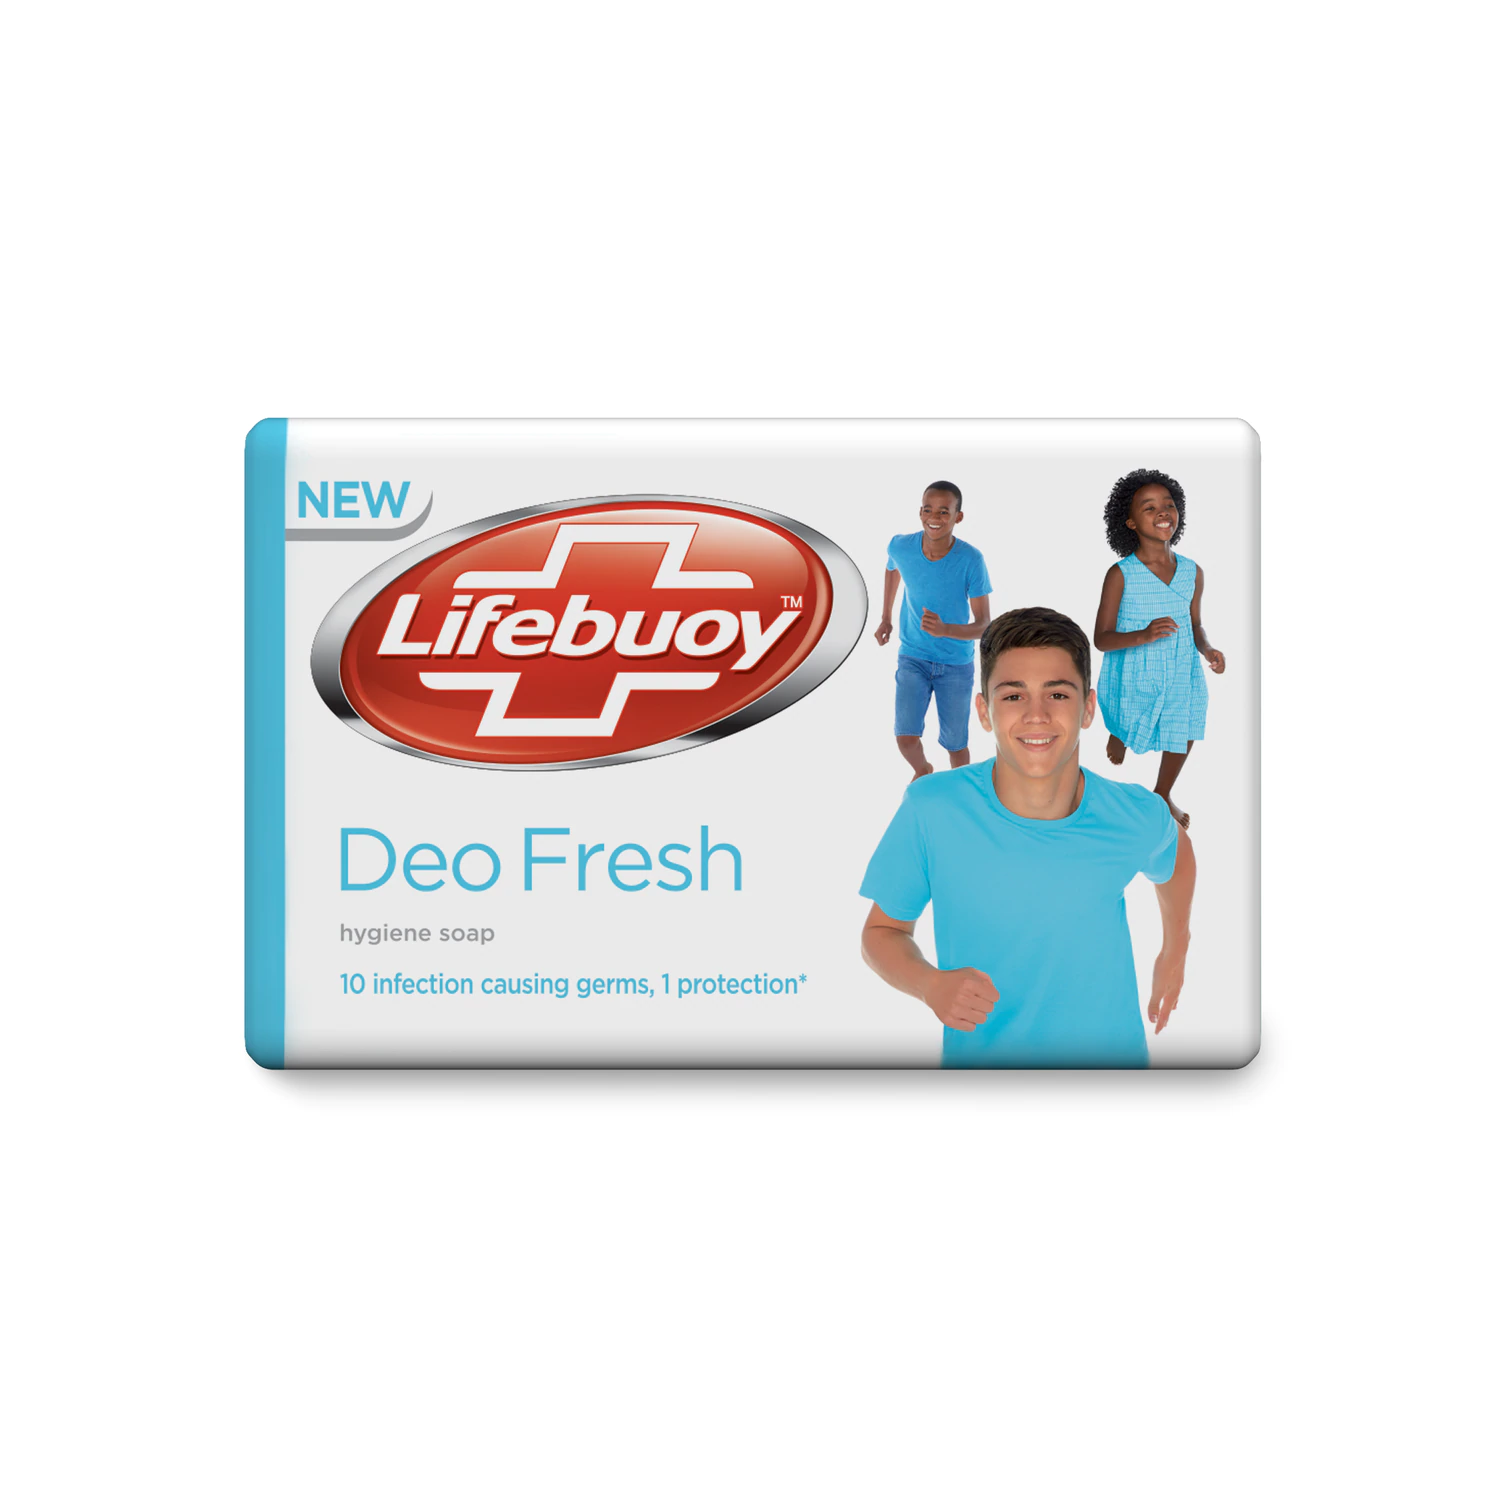 NEW
Lifebuoy™
Deo Fresh
hygiene soap
10 infection causing germs, 1 protection*